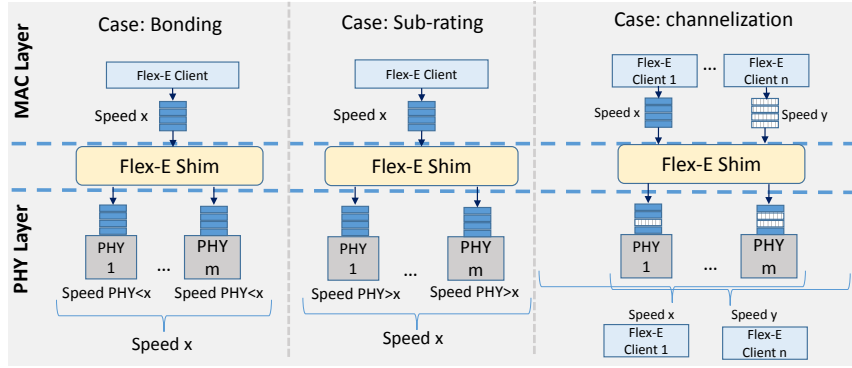 Case: Bonding
Case: Sub-rating
Case: channelization
MAC Layer
Flex-E Client
Speed x
Flex-E Client
Speed x
Flex-E
Client 1
...
Flex-E
Client n
Speed x
Speed y
Flex-E Shim
Flex-E Shim
Flex-E Shim
PHY Layer
PHY
1
...
PHY
m
Speed PHY<x
Speed PHY<x
Speed x
PHY
1
...
PHY
m
Speed PHY>x
Speed PHY>x
Speed x
PHY
1
...
PHY
m
Speed x
Speed y
Flex-E
Client 1
Flex-E
Client n